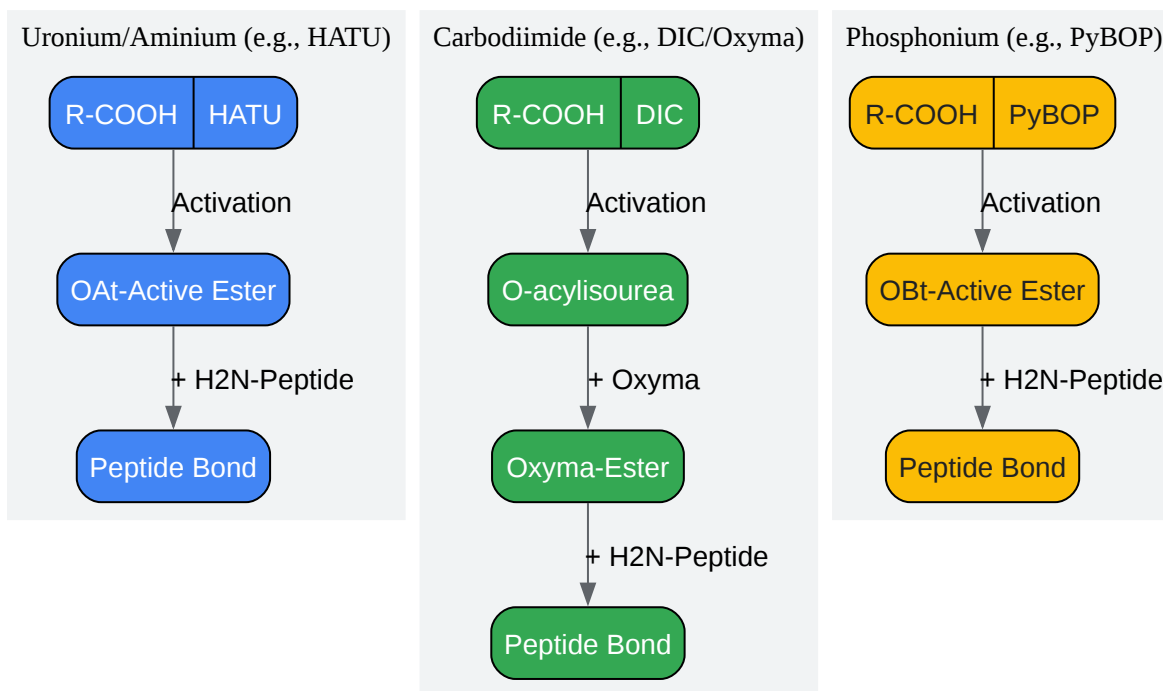 Uronium/Aminium (e.g., HATU)
R-COOH HATU
Activation
OAt-Active Ester
+ H2N-Peptide
Peptide Bond
Carbodiimide (e.g., DIC/Oxyma)
R-COOH DIC
Activation
O-acylisourea
+ Oxyma
Oxyma-Ester
+ H2N-Peptide
Peptide Bond
Phosphonium (e.g., PyBOP)
R-COOH PyBOP
Activation
OBt-Active Ester
+ H2N-Peptide
Peptide Bond